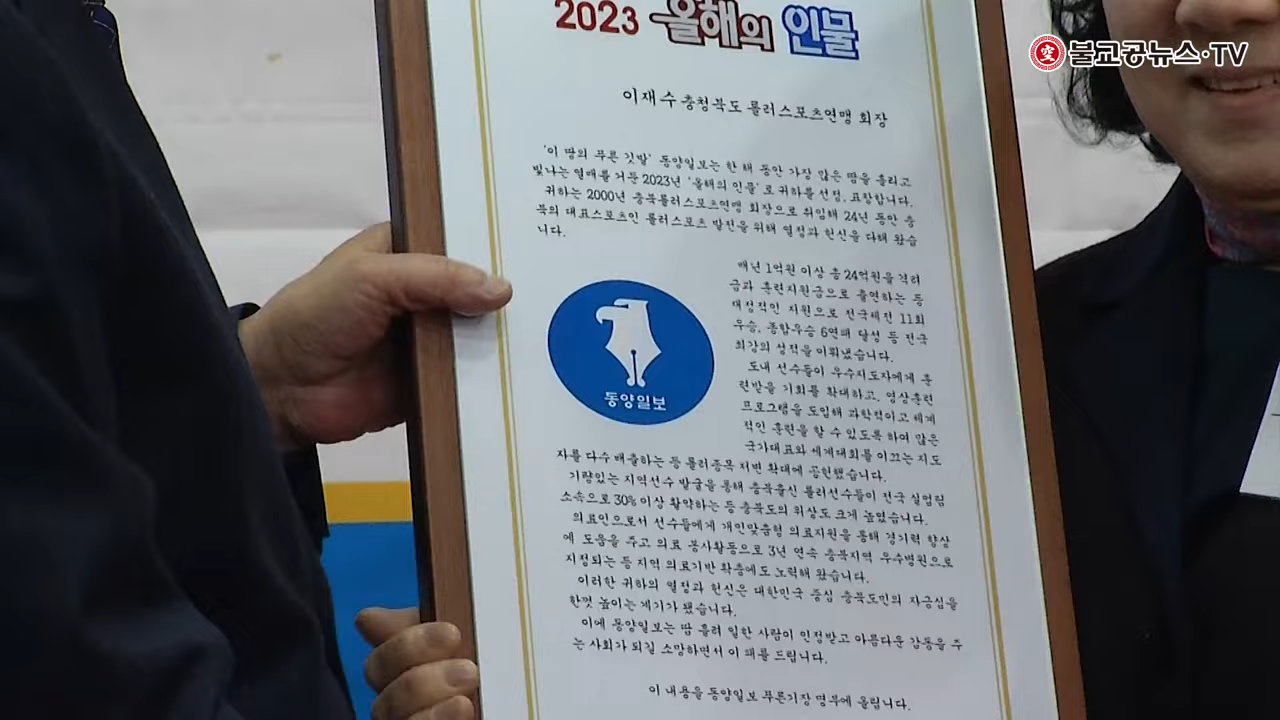 2023 올해의 인물
空 불교공뉴스·TV
이재수 충청북도 롤러스포츠연맹 회장
'이 땅의 푸른 깃발' 동양일보는 한 해 동안 가장 많은 땀을 흘리고
빛나는 열매를 거둔 2023년 '올해의 인물'로 귀하를 선정, 표창합니다.
귀하는 2000년 충북롤러스포츠연맹 회장으로 취임해 24년 동안 충
북의 대표스포츠인 롤러스포츠 발전을 위해 열정과 헌신을 다해 왔습
니다.
매년 1억원 이상 총 24억원을 격려
금과 훈련지원금으로 출연하는 등
대정적인 지원으로 전국체전 11회
우승, 종합우승 6연패 달성 등 전국
최강의 성적을 이뤄냈습니다.
도내 선수들이 우수지도자에게 훈
련받을 기회를 확대하고, 영상훈련
프로그램을 도입해 과학적이고 체계
적인 훈련을 할 수 있도록 하여 많은
국가대표와 세계대회를 이끄는 지도
자를 다수 배출하는 등 롤러종목 저변 확대에 공헌했습니다.
기량있는 지역선수 발굴을 통해 충북출신 롤러선수들이 전국 실업팀
소속으로 30% 이상 활약하는 등 충북도의 위상도 크게 높였습니다.
의료인으로서 선수들에게 개인맞춤형 의료지원을 통해 경기력 향상
에 도움을 주고 의료 봉사활동으로 3년 연속 충북지역 우수병원으로
지정되는 등 지역 의료기반 확충에도 노력해 왔습니다.
이러한 귀하의 열정과 헌신은 대한민국 중심 충북도민의 자긍심을
한껏 높이는 계기가 됐습니다.
이에 동양일보는 땀 흘려 일한 사람이 인정받고 아름다운 감동을 주
는 사회가 되길 소망하면서 이 패를 드립니다.
이 내용을 동양일보 푸른기장 명부에 올립니다.
동양일보